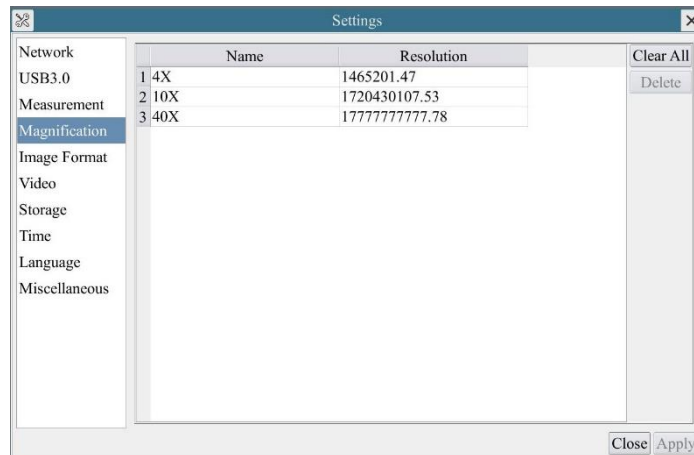 Settings
Network
USB3.0
Measurement
Magnification
Image Format
Video
Storage
Time
Language
Miscellaneous
Name Resolution
1 4X 1465201.47
2 10X 1720430107.53
3 40X 17777777777.78
Clear All
Delete
Close Apply